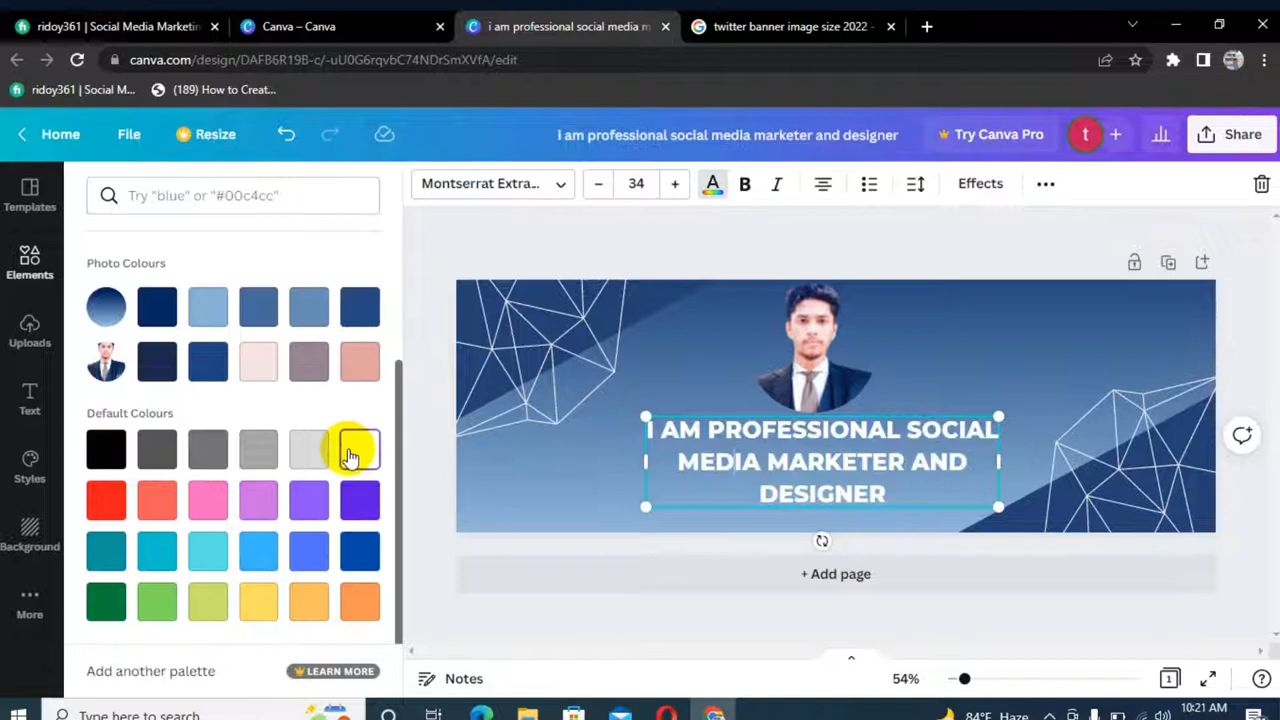 ridoy361 | Social Media Marketin
Canva – Canva
i am professional social media m
twitter banner image size 2022 -
canva.com/design/DAFB6R19B-c/-uU0G6rqvbC74NDrSmXVfA/edit
ridoy361 | Social M...
(189) How to Creat...
Home
File
Resize
i am professional social media marketer and designer
Try Canva Pro
t
Share
Templates
Elements
Uploads
Text
Styles
Background
More
Try "blue" or "#00c4cc"
Photo Colours
Default Colours
Add another palette
LEARN MORE
Montserrat Extra...
34
B
I
Effects
I AM PROFESSIONAL SOCIAL
MEDIA MARKETER AND
DESIGNER
+ Add page
Notes
54%
1
Type here to search
84°F Haze
10:21 AM